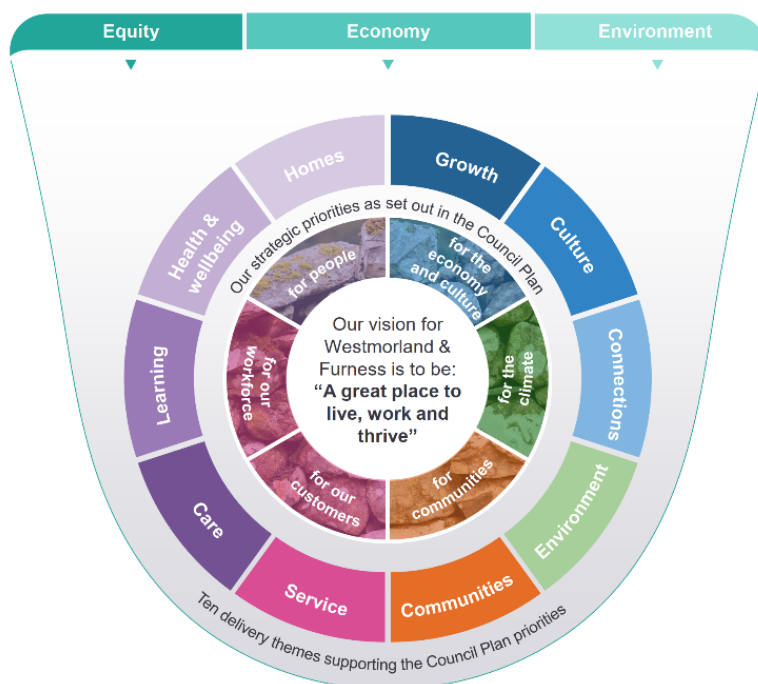 Equity
Economy
Environment
Homes
Growth
Culture
Connections
Environment
Communities
Service
Care
Learning
Health &
wellbeing
Our strategic priorities as set out in the Council Plan
for people
for the
economy
and culture
for the
climate
for
communities
for our
customers
for our
workforce
Our vision for
Westmorland &
Furness is to be:
“A great place to
live, work and
thrive”
Ten delivery themes supporting the Council Plan priorities